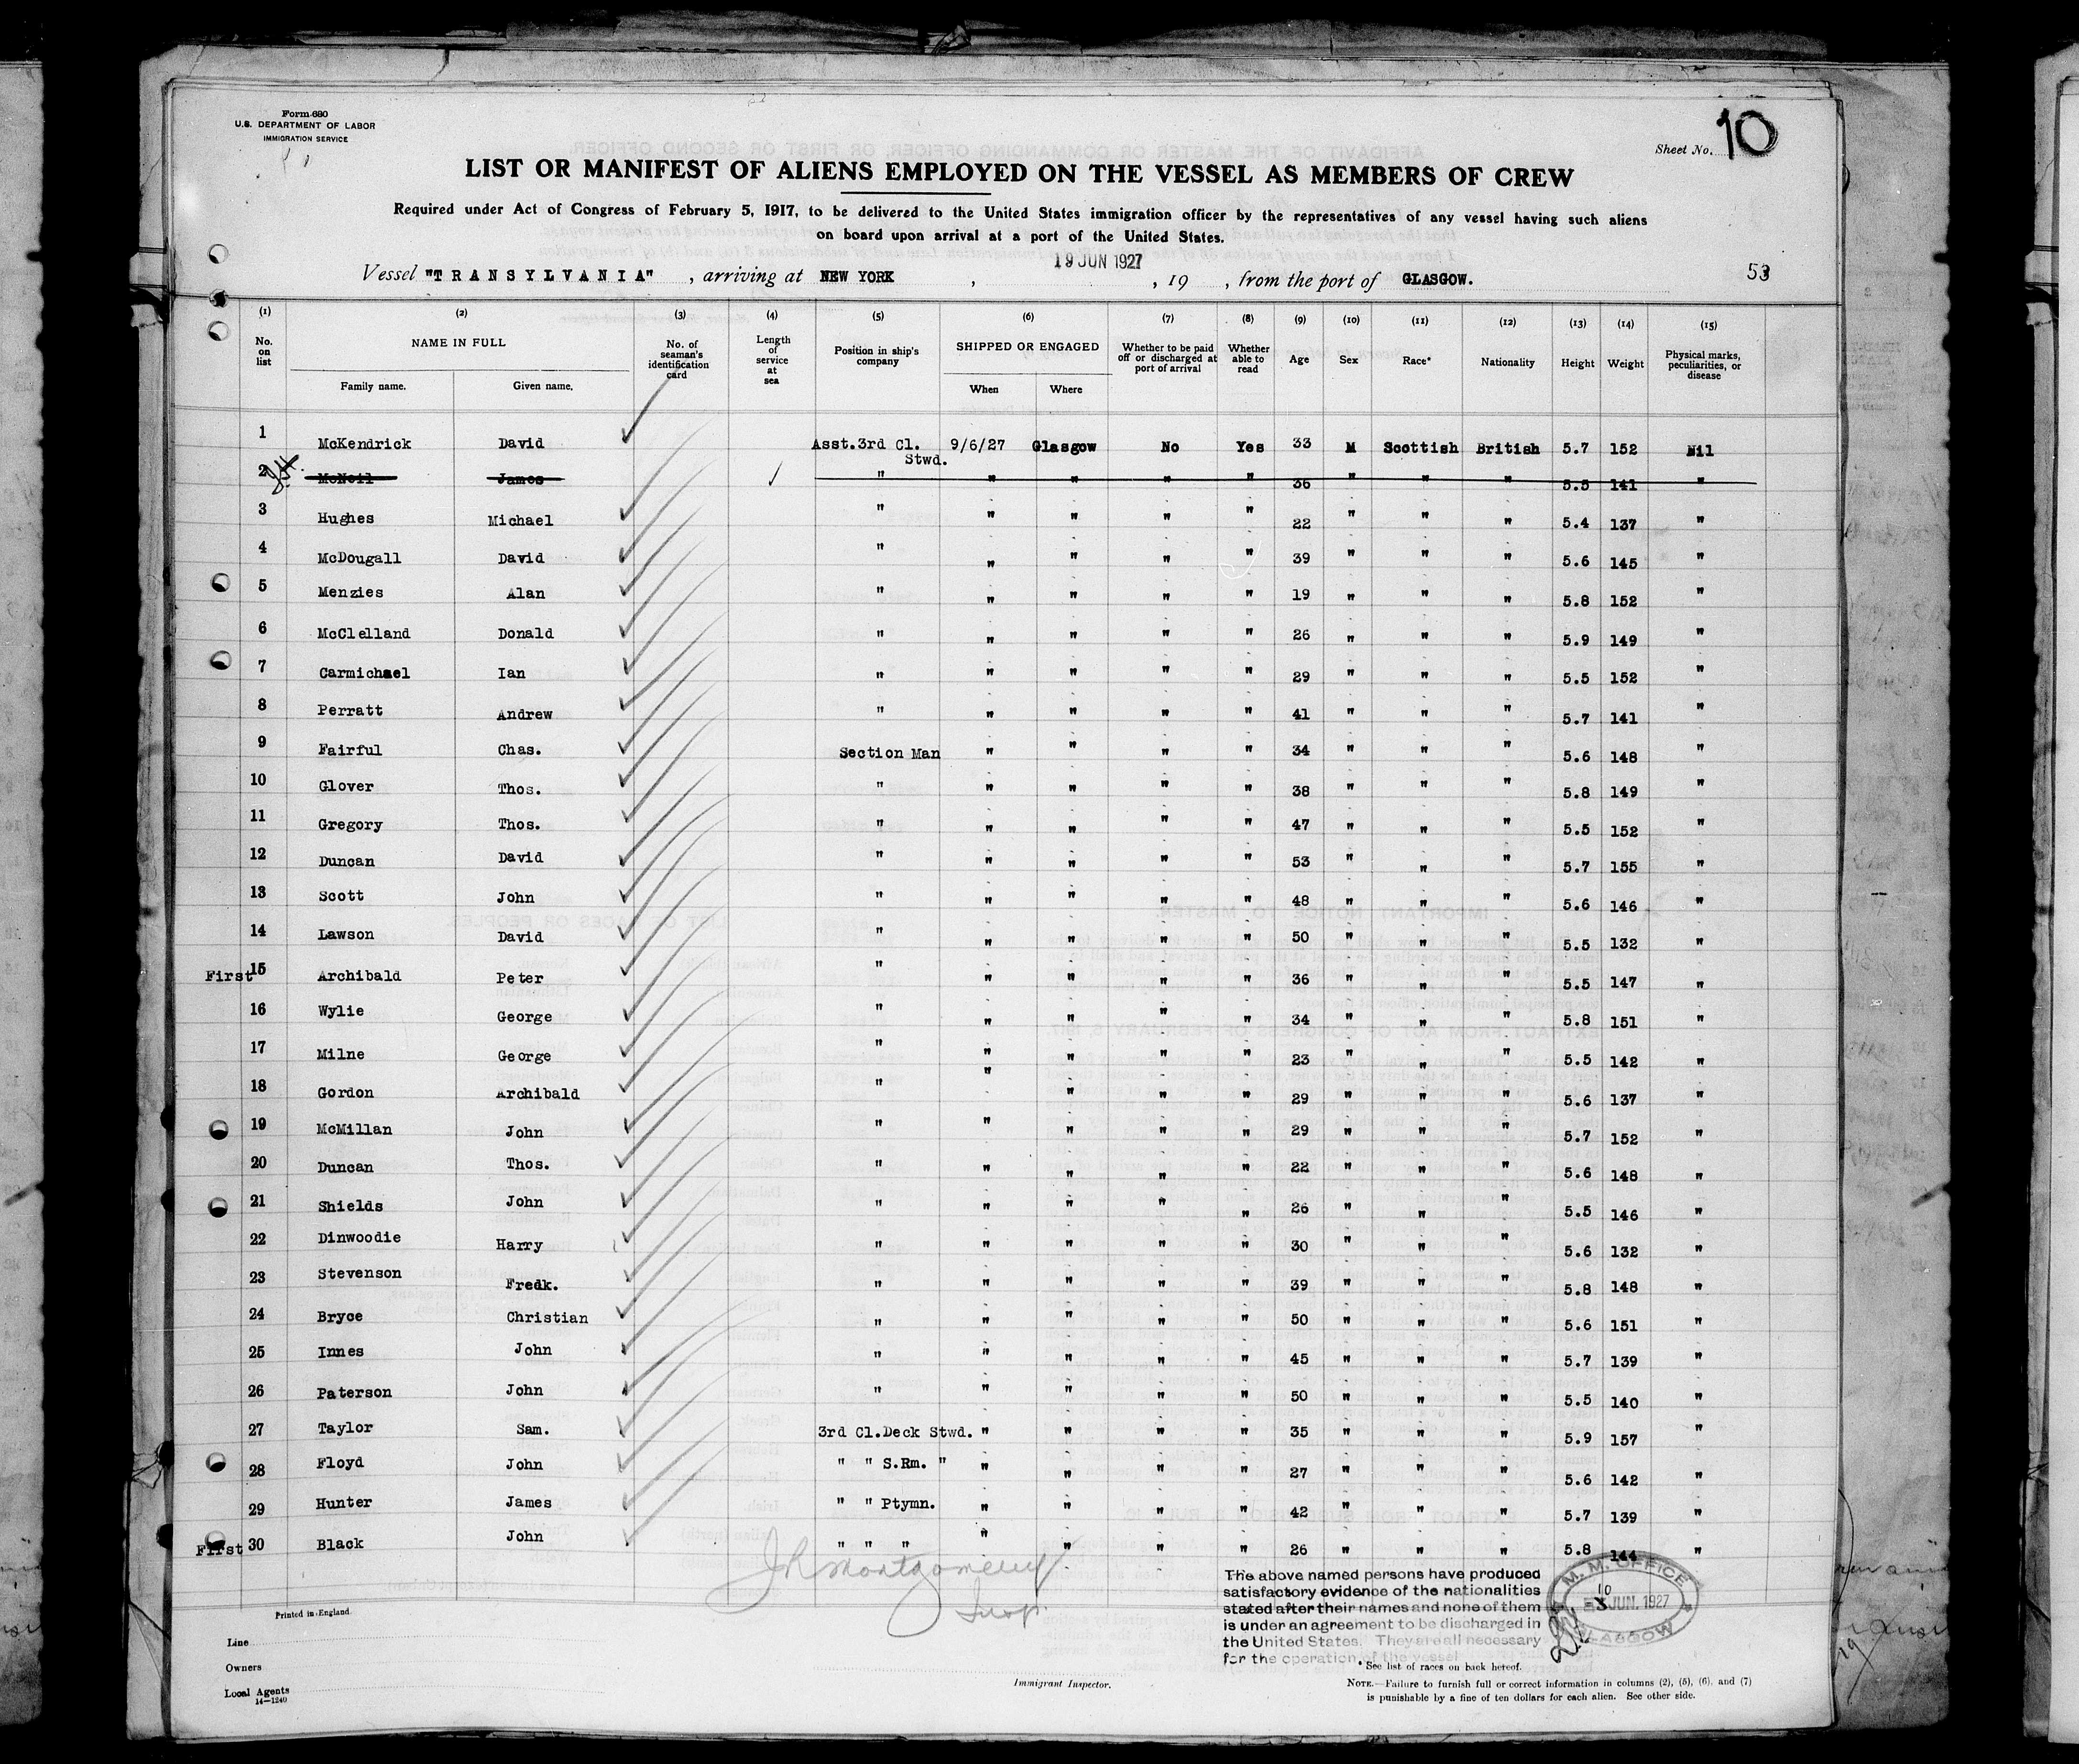 Form 680
U.S. DEPARTMENT OF LABOR
IMMIGRATION SERVICE
Sheet No. 10
LIST OR MANIFEST OF ALIENS EMPLOYED ON THE VESSEL AS MEMBERS OF CREW
Required under Act of Congress of February 5, 1917, to be delivered to the United States immigration officer by the representatives of any vessel having such aliens
on board upon arrival at a port of the United States.
19 JUN 1927
Vessel "TRANSYLVANIA", arriving at NEW YORK, , 19 , from the port of GLASGOW. 53
(1) (2) (3) (4) (5) (6) (7) (8) (9) (10) (11) (12) (13) (14) (15)
No. on list NAME IN FULL No. of seaman's identification card Length of service at sea Position in ship's company SHIPPED OR ENGAGED Whether to be paid off or discharged at port of arrival Whether able to read Age Sex Race* Nationality Height Weight Physical marks, peculiarities, or disease
Family name. Given name. When Where
1 McKendrick David Asst.3rd Cl. Stwd. 9/6/27 Glasgow No Yes 33 M Scottish British 5.7 152 Nil
2 McNeil James " " " " " 36 " " " 5.5 141 "
3 Hughes Michael " " " " " 22 " " " 5.4 137 "
4 McDougall David " " " " " 39 " " " 5.6 145 "
5 Menzies Alan " " " " " 19 " " " 5.8 152 "
6 McClelland Donald " " " " " 26 " " " 5.9 149 "
7 Carmichael Ian " " " " " 29 " " " 5.5 152 "
8 Perratt Andrew " " " " " 41 " " " 5.7 141 "
9 Fairful Chas. Section Man " " " " 34 " " " 5.6 148 "
10 Glover Thos. " " " " " 38 " " " 5.8 149 "
11 Gregory Thos. " " " " " 47 " " " 5.5 152 "
12 Duncan David " " " " " 53 " " " 5.7 155 "
13 Scott John " " " " " 48 " " " 5.6 146 "
14 Lawson David " " " " " 50 " " " 5.5 132 "
First 15 Archibald Peter " " " " " 36 " " " 5.5 147 "
16 Wylie George " " " " " 34 " " " 5.8 151 "
17 Milne George " " " " " 23 " " " 5.5 142 "
18 Gordon Archibald " " " " " 29 " " " 5.6 137 "
19 McMillan John " " " " " 29 " " " 5.7 152 "
20 Duncan Thos. " " " " " 22 " " " 5.6 148 "
21 Shields John " " " " " 26 " " " 5.5 146 "
22 Dinwoodie Harry " " " " " 30 " " " 5.6 132 "
23 Stevenson Fredk. " " " " " 39 " " " 5.8 148 "
24 Bryce Christian " " " " " 50 " " " 5.6 151 "
25 Innes John " " " " " 45 " " " 5.7 139 "
26 Paterson John " " " " " 50 " " " 5.5 140 "
27 Taylor Sam. 3rd Cl.Deck Stwd. " " " " 35 " " " 5.9 157 "
28 Floyd John " " S.Rm. " " " " " 27 " " " 5.6 142 "
29 Hunter James " " Ptymn. " " " " 42 " " " 5.7 139 "
First 30 Black John " " " " " " " 26 " " " 5.8 144 "
J R Montgomery
Insp.
The above named persons have produced
satisfactory evidence of the nationalities
stated after their names and none of them
is under an agreement to be discharged in
the United States. They are all necessary
for the operation of the vessel
M. M. OFFICE
10 JUN. 1927
GLASGOW
Printed in England
Line
Owners
Local Agents
14—1240
Immigrant Inspector.
* See list of races on back hereof.
NOTE.—Failure to furnish full or correct information in columns (2), (5), (6), and (7)
is punishable by a fine of ten dollars for each alien. See other side.